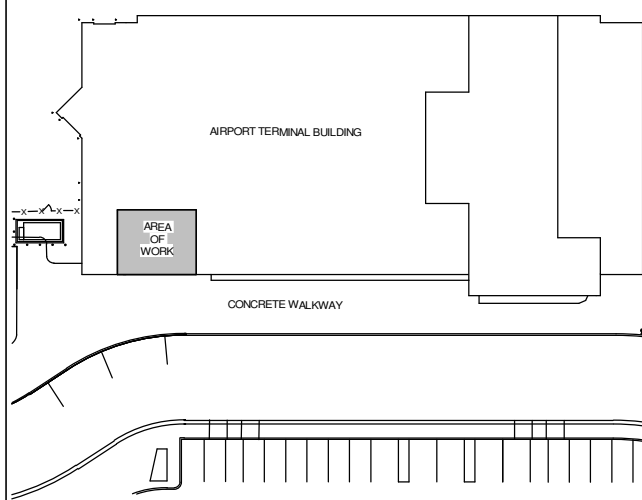 AIRPORT TERMINAL BUILDING
AREA
OF
WORK
CONCRETE WALKWAY